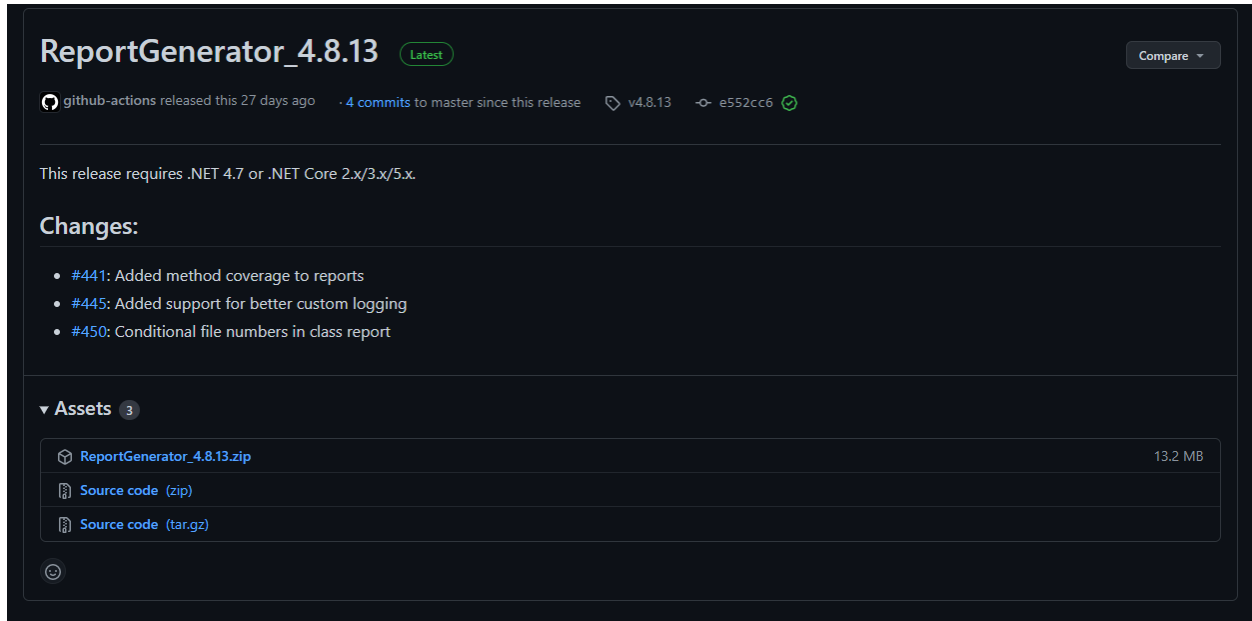 ReportGenerator_4.8.13 Latest Compare
github-actions released this 27 days ago · 4 commits to master since this release v4.8.13 e552cc6
This release requires .NET 4.7 or .NET Core 2.x/3.x/5.x.
Changes:
• #441: Added method coverage to reports
• #445: Added support for better custom logging
• #450: Conditional file numbers in class report
Assets 3
ReportGenerator_4.8.13.zip 13.2 MB
Source code (zip)
Source code (tar.gz)